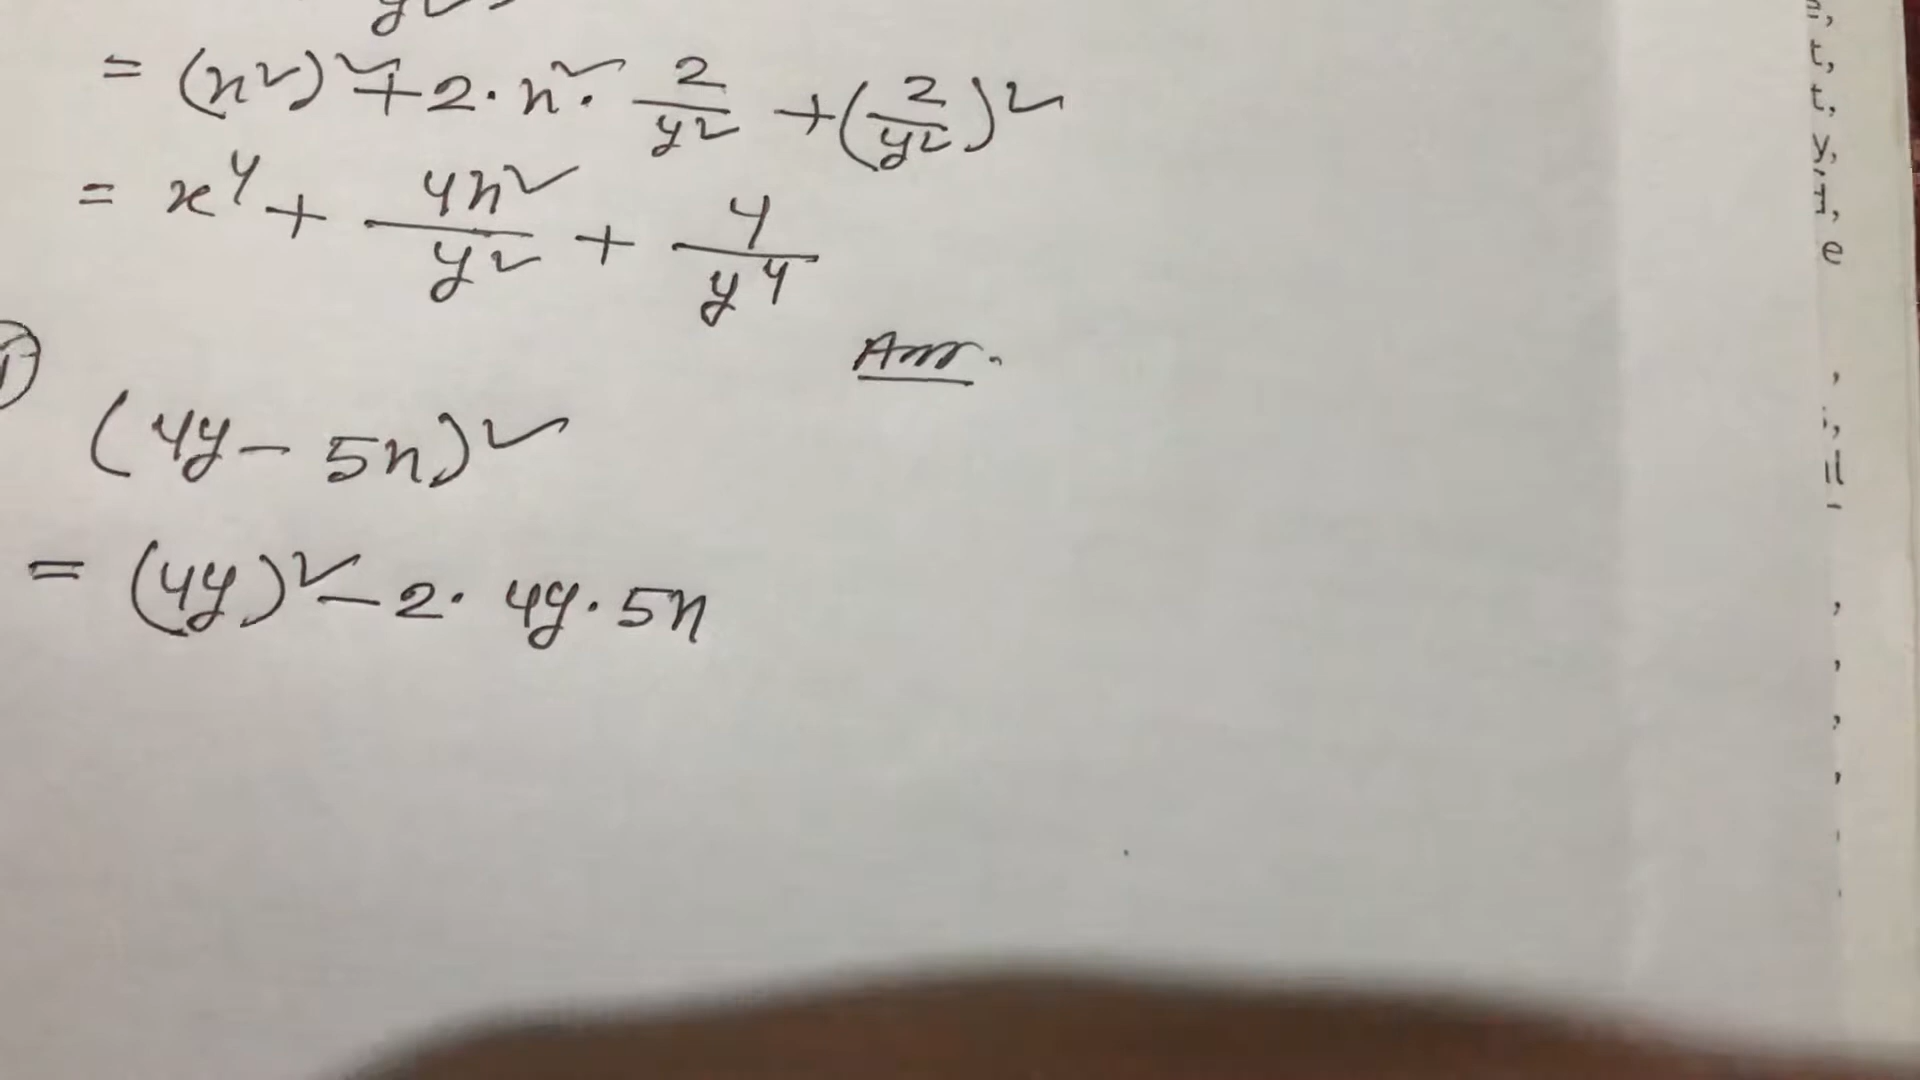 = (x²)² + 2·x²· 2/y² + (2/y²)²
= x⁴ + 4x²/y² + 4/y⁴
Ans.
(4y - 5x)²
= (4y)² - 2· 4y· 5x
t,
t,
y,
e